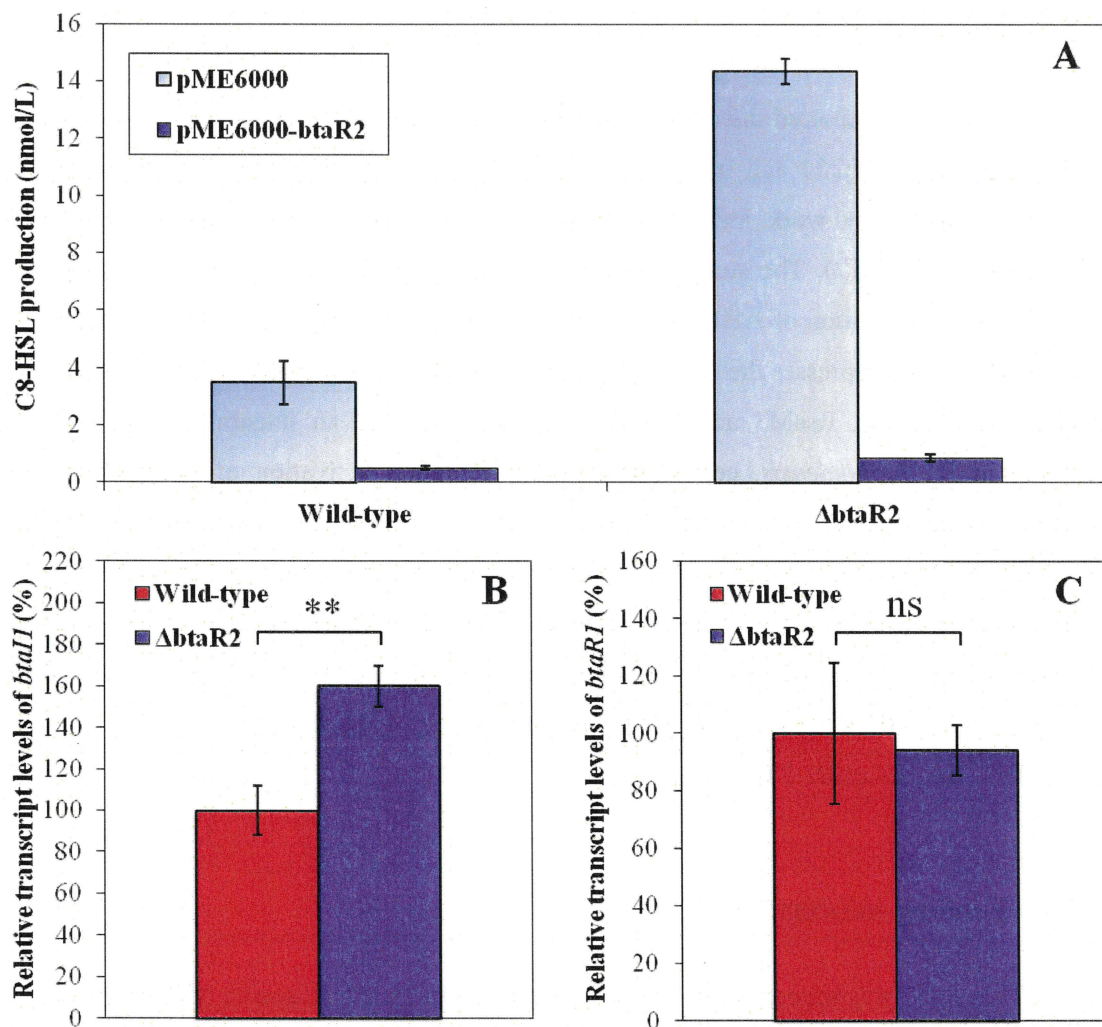 C8-HSL production (nmol/L)
16
14
12
10
8
6
4
2
0
pME6000
pME6000-btaR2
A
Wild-type
ΔbtaR2
Relative transcript levels of btaI1 (%)
220
200
180
160
140
120
100
80
60
40
20
0
Wild-type
ΔbtaR2
**
B
Relative transcript levels of btaR1 (%)
160
140
120
100
80
60
40
20
0
Wild-type
ΔbtaR2
ns
C